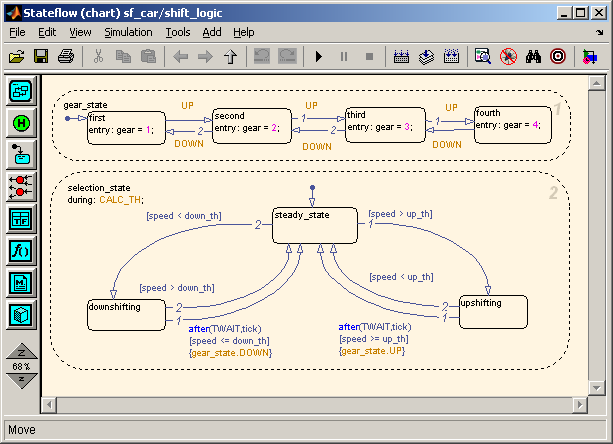 Stateflow (chart) sf_car/shift_logic
File Edit View Simulation Tools Add Help
gear_state
1
first
entry: gear = 1;
UP
DOWN
2
second
entry: gear = 2;
UP
1
2
DOWN
third
entry: gear = 3;
UP
1
2
DOWN
fourth
entry: gear = 4;
selection_state
during: CALC_TH;
2
[speed < down_th]
2
steady_state
1
[speed > up_th]
[speed > down_th]
[speed < up_th]
downshifting
2
1
upshifting
2
1
after(TWAIT,tick)
[speed <= down_th]
{gear_state.DOWN}
after(TWAIT,tick)
[speed >= up_th]
{gear_state.UP}
H
f()
M
Z
68%
Z
Move